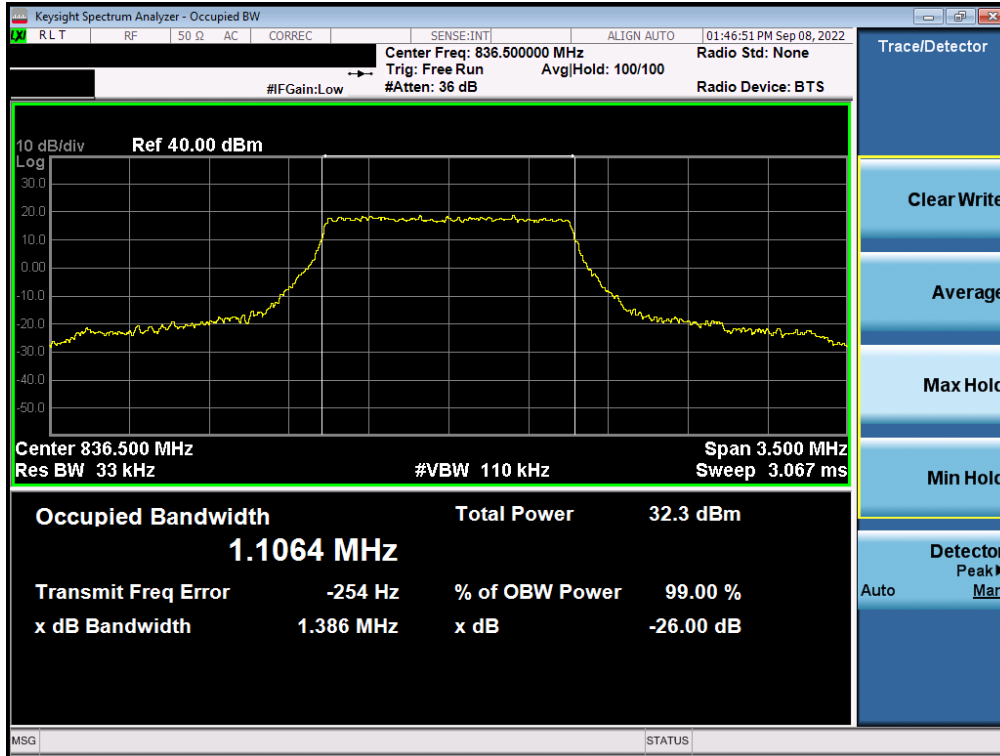 Keysight Spectrum Analyzer - Occupied BW
LXI RLT RF 50 Ω AC CORREC SENSE:INT ALIGN AUTO 01:46:51 PM Sep 08, 2022
Center Freq: 836.500000 MHz Radio Std: None
Trig: Free Run Avg|Hold: 100/100
#IFGain:Low #Atten: 36 dB Radio Device: BTS
Trace/Detector
10 dB/div Ref 40.00 dBm
Log
30.0
20.0
10.0
0.00
-10.0
-20.0
-30.0
-40.0
-50.0
Center 836.500 MHz Span 3.500 MHz
Res BW 33 kHz #VBW 110 kHz Sweep 3.067 ms
Occupied Bandwidth Total Power 32.3 dBm
1.1064 MHz
Transmit Freq Error -254 Hz % of OBW Power 99.00 %
x dB Bandwidth 1.386 MHz x dB -26.00 dB
Clear Write
Average
Max Hold
Min Hold
Detector
Peak
Auto Man
MSG STATUS